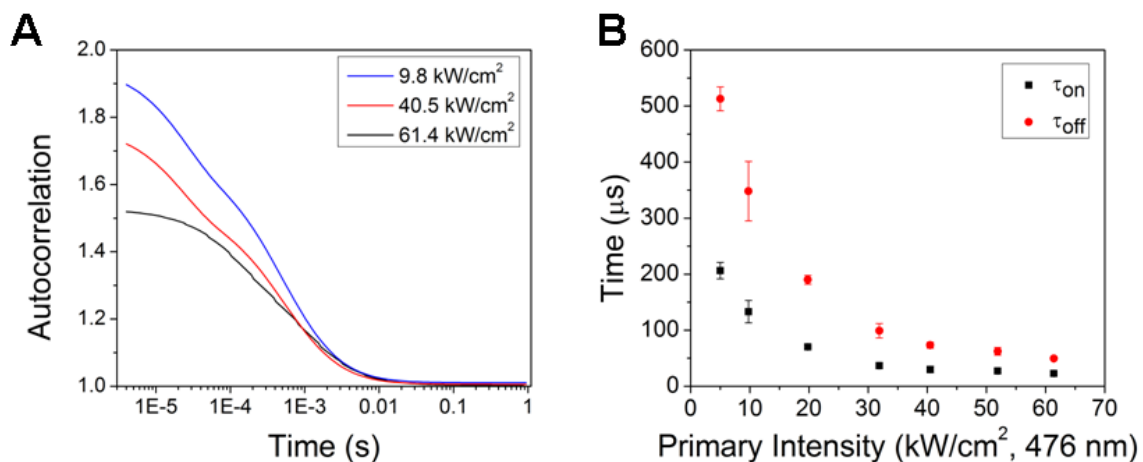 A
Autocorrelation
2.0
1.8
1.6
1.4
1.2
1.0
9.8 kW/cm²
40.5 kW/cm²
61.4 kW/cm²
1E-5 1E-4 1E-3 0.01 0.1 1
Time (s)
B
Time (μs)
600
500
400
300
200
100
0
τon
τoff
0 10 20 30 40 50 60 70
Primary Intensity (kW/cm², 476 nm)